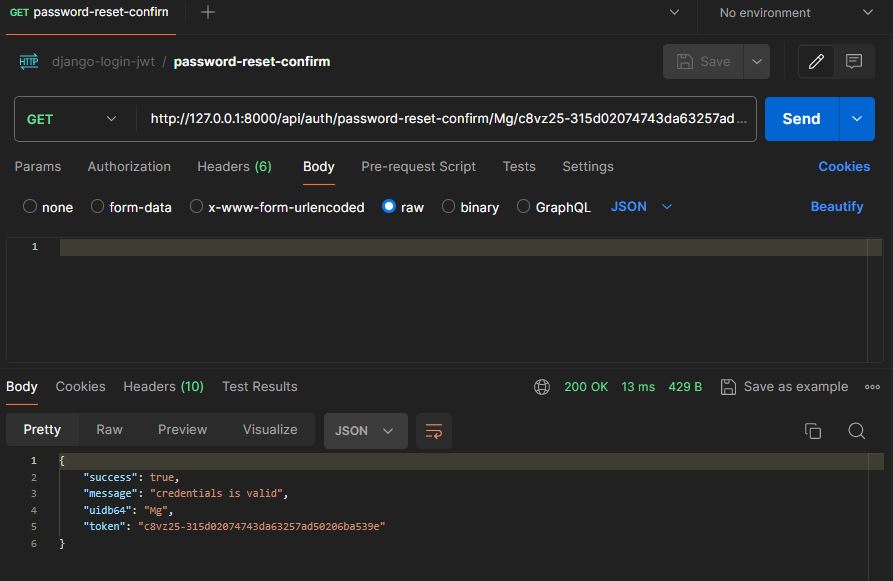 GET password-reset-confirm
No environment
HTTP django-login-jwt / password-reset-confirm
Save
GET http://127.0.0.1:8000/api/auth/password-reset-confirm/Mg/c8vz25-315d02074743da63257ad...
Send
Params Authorization Headers (6) Body Pre-request Script Tests Settings Cookies
none form-data x-www-form-urlencoded raw binary GraphQL JSON Beautify
1
Body Cookies Headers (10) Test Results 200 OK 13 ms 429 B Save as example
Pretty Raw Preview Visualize JSON
1 {
2 "success": true,
3 "message": "credentials is valid",
4 "uidb64": "Mg",
5 "token": "c8vz25-315d02074743da63257ad50206ba539e"
6 }